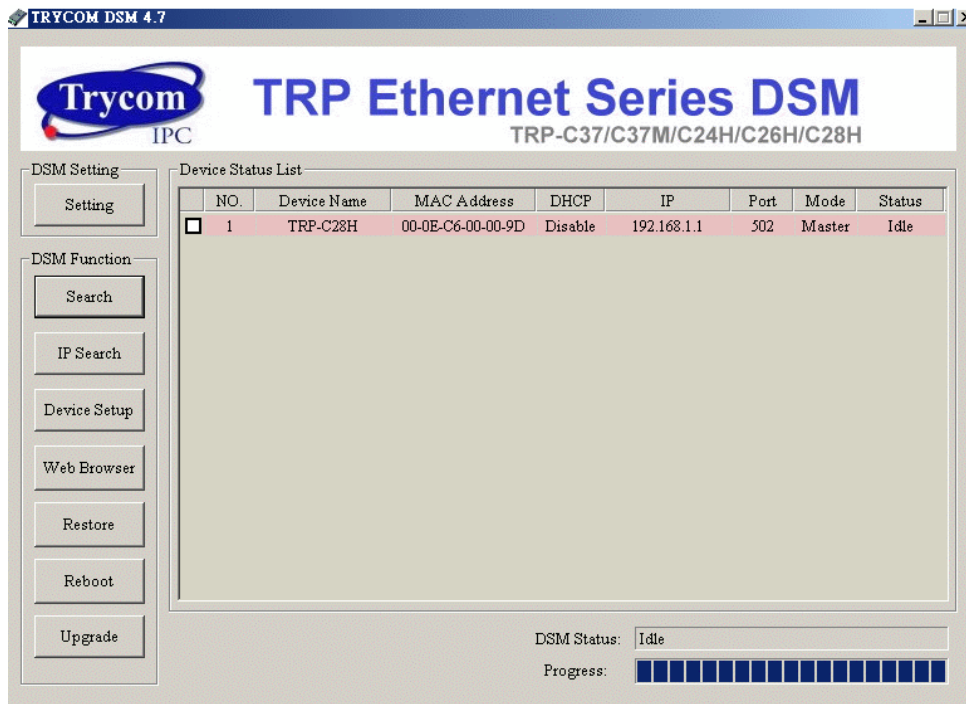 TRYCOM DSM 4.7
Trycom
IPC
TRP Ethernet Series DSM
TRP-C37/C37M/C24H/C26H/C28H
DSM Setting
Setting
DSM Function
Search
IP Search
Device Setup
Web Browser
Restore
Reboot
Upgrade
Device Status List
NO. Device Name MAC Address DHCP IP Port Mode Status
1 TRP-C28H 00-0E-C6-00-00-9D Disable 192.168.1.1 502 Master Idle
DSM Status: Idle
Progress: